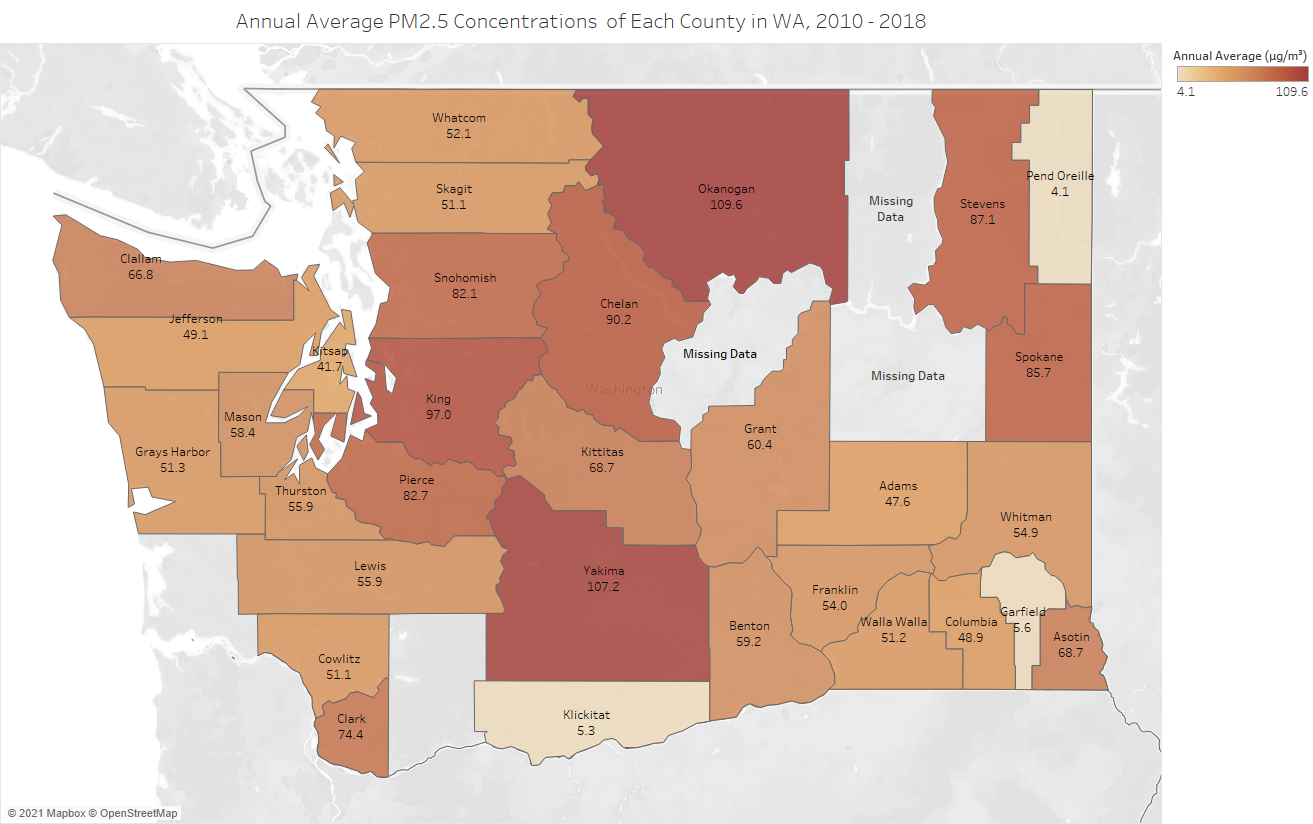 Annual Average PM2.5 Concentrations of Each County in WA, 2010 - 2018
Annual Average (µg/m³)
4.1 109.6
Whatcom
52.1
Skagit
51.1
Okanogan
109.6
Missing
Data
Stevens
87.1
Pend Oreille
4.1
Clallam
66.8
Snohomish
82.1
Chelan
90.2
Jefferson
49.1
Kitsap
41.7
Missing Data
Missing Data
Spokane
85.7
Washington
King
97.0
Mason
58.4
Grant
60.4
Grays Harbor
51.3
Kittitas
68.7
Thurston
55.9
Pierce
82.7
Adams
47.6
Whitman
54.9
Lewis
55.9
Yakima
107.2
Franklin
54.0
Walla Walla
51.2
Columbia
48.9
Garfield
5.6
Benton
59.2
Asotin
68.7
Cowlitz
51.1
Clark
74.4
Klickitat
5.3
© 2021 Mapbox © OpenStreetMap